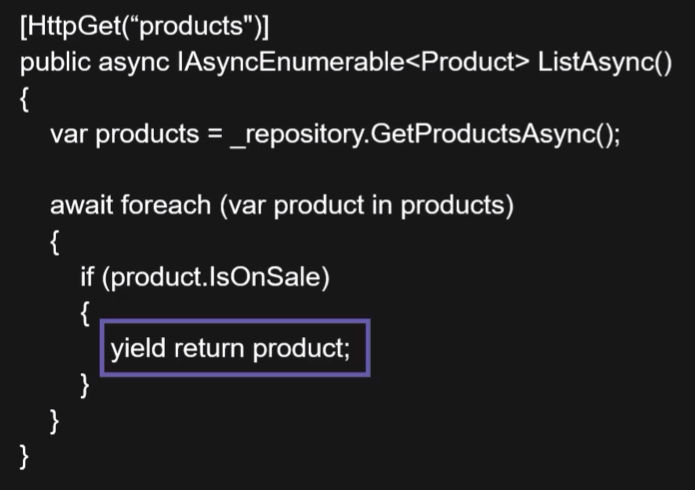 [HttpGet(“products")]
public async IAsyncEnumerable<Product> ListAsync()
{
var products = _repository.GetProductsAsync();
await foreach (var product in products)
{
if (product.IsOnSale)
{
yield return product;
}
}
}